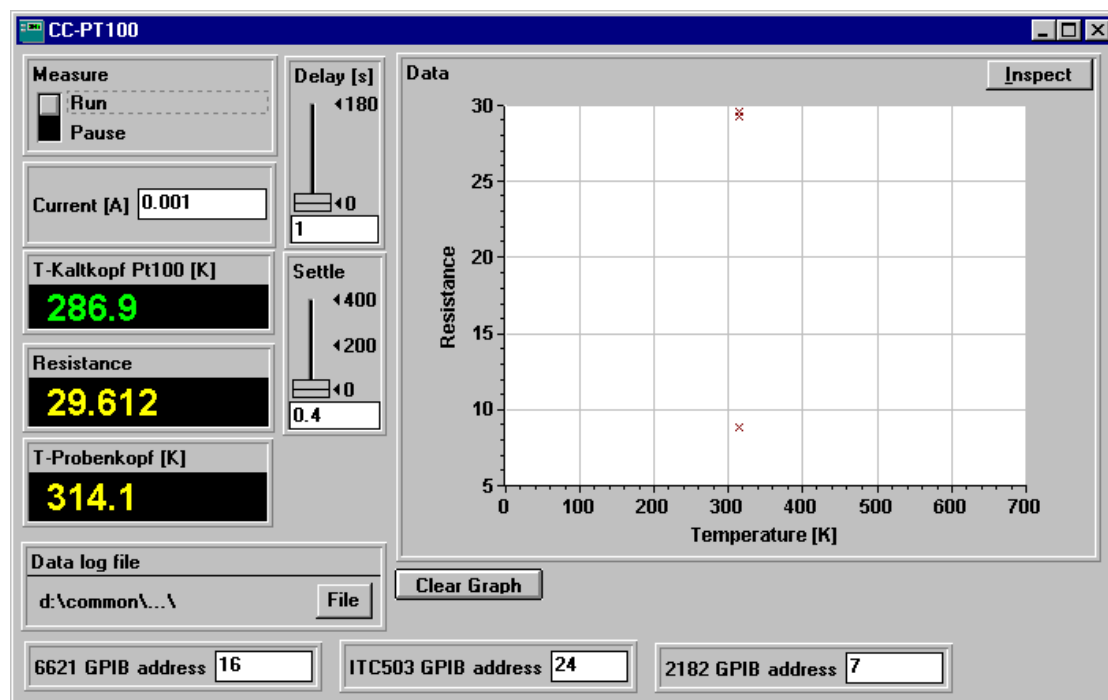 CC-PT100
Measure
Run
Pause
Current [A] 0.001
T-Kaltkopf Pt100 [K]
286.9
Resistance
29.612
T-Probenkopf [K]
314.1
Delay [s]
180
0
1
Settle
400
200
0
0.4
Data
Inspect
30
25
20
15
10
5
Resistance
0 100 200 300 400 500 600 700
Temperature [K]
Data log file
d:\common\...\
File
Clear Graph
6621 GPIB address 16
ITC503 GPIB address 24
2182 GPIB address 7